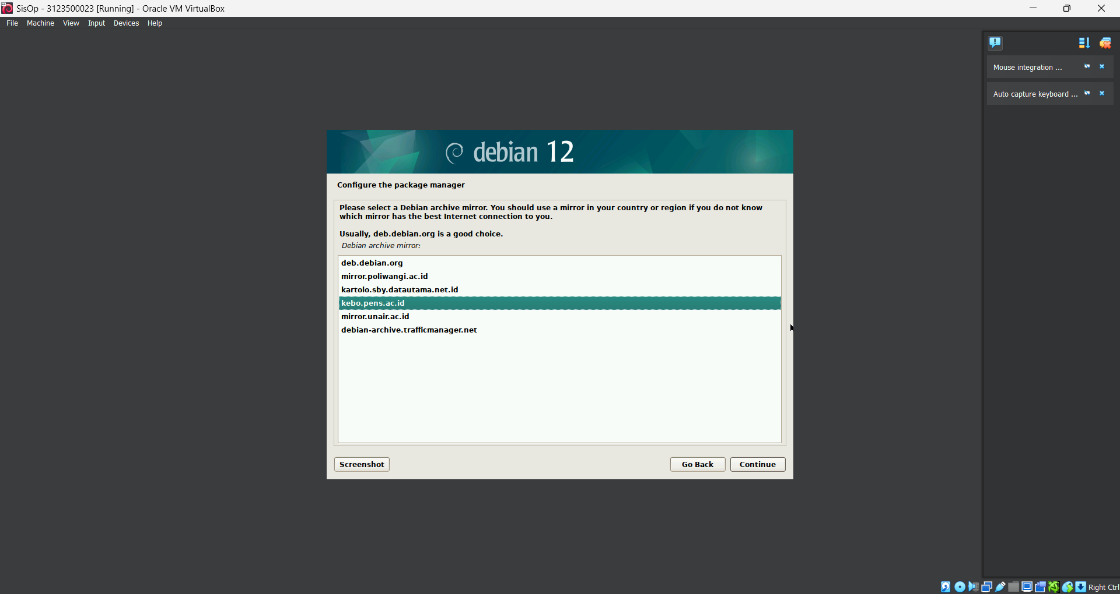 SisOp - 3123500023 [Running] - Oracle VM VirtualBox
File Machine View Input Devices Help
Mouse integration ...
Auto capture keyboard ...
debian 12
Configure the package manager
Please select a Debian archive mirror. You should use a mirror in your country or region if you do not know
which mirror has the best Internet connection to you.
Usually, deb.debian.org is a good choice.
Debian archive mirror:
deb.debian.org
mirror.poliwangi.ac.id
kartolo.sby.datautama.net.id
kebo.pens.ac.id
mirror.unair.ac.id
debian-archive.trafficmanager.net
Screenshot Go Back Continue
Right Ctrl